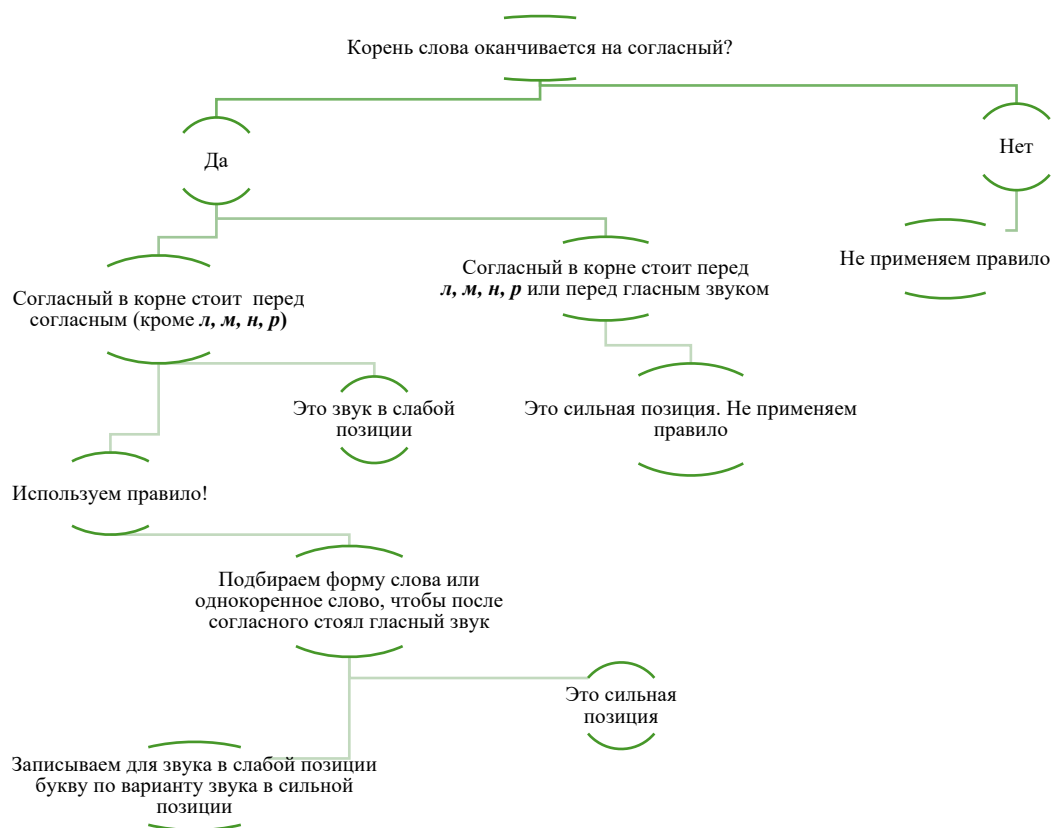 Корень слова оканчивается на согласный?
Да
Нет
Согласный в корне стоит перед
согласным (кроме л, м, н, р)
Согласный в корне стоит перед
л, м, н, р или перед гласным звуком
Не применяем правило
Это звук в слабой
позиции
Это сильная позиция. Не применяем
правило
Используем правило!
Подбираем форму слова или
однокоренное слово, чтобы после
согласного стоял гласный звук
Это сильная
позиция
Записываем для звука в слабой позиции
букву по варианту звука в сильной
позиции